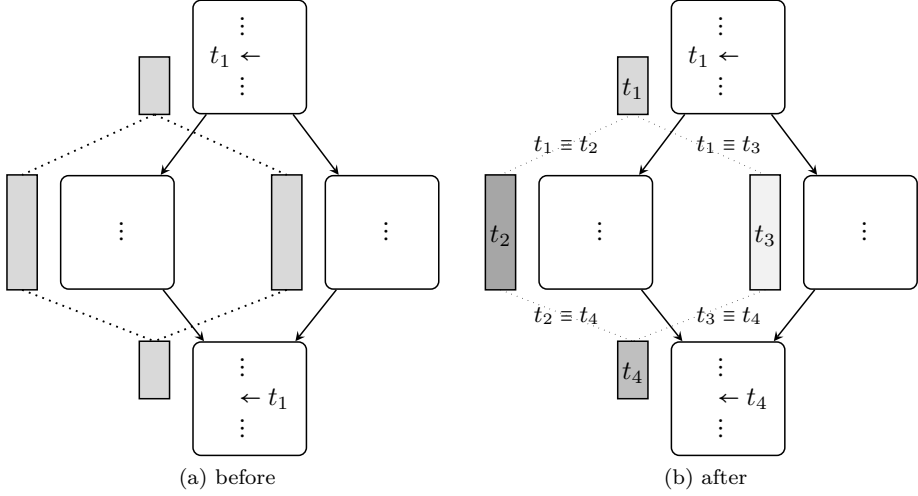 ⋮
t₁ ←
⋮
⋮
⋮
⋮
← t₁
⋮
(a) before
⋮
t₁ ←
⋮
t₁
t₁ ≡ t₂
t₁ ≡ t₃
t₂
⋮
t₃
⋮
t₂ ≡ t₄
t₃ ≡ t₄
t₄
⋮
← t₄
⋮
(b) after